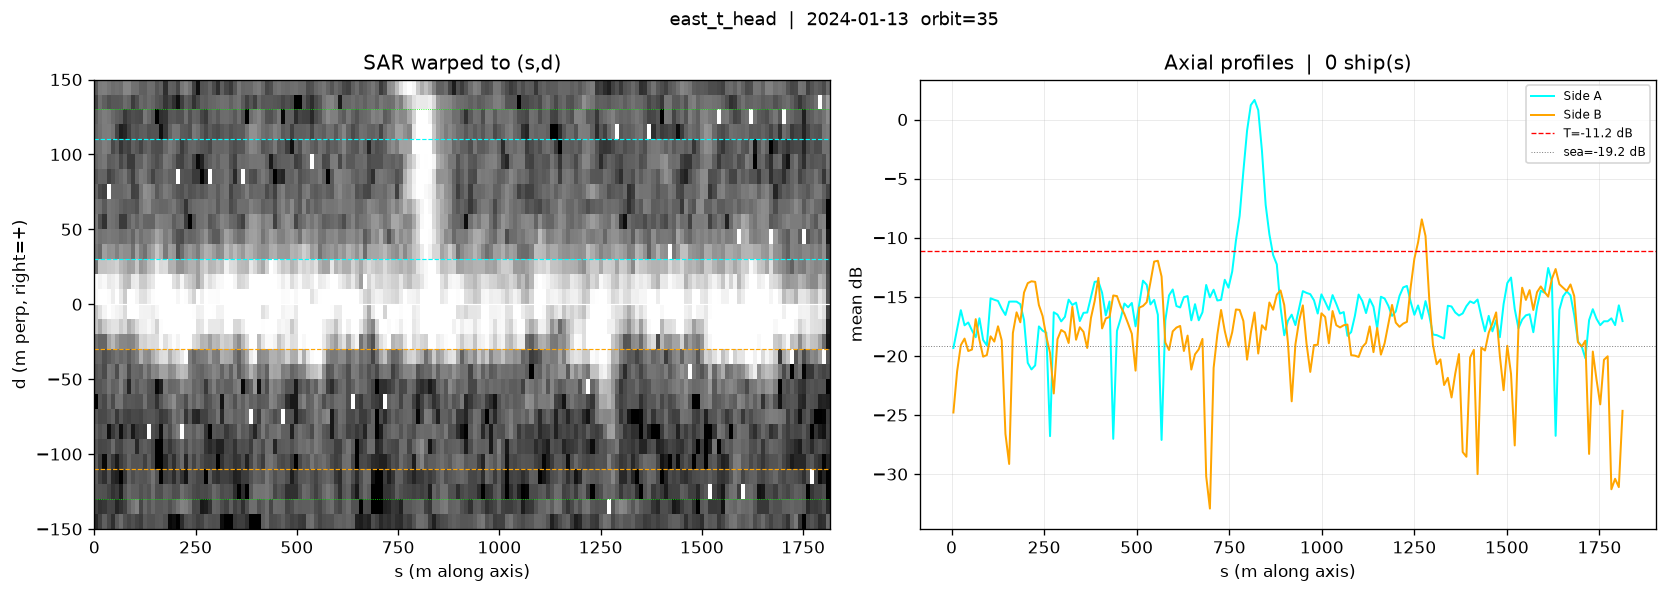 east_t_head  |  2024-01-13  orbit=35
SAR warped to (s,d)
150
100
50
0
−50
−100
−150
d (m perp, right=+)
0
250
500
750
1000
1250
1500
1750
s (m along axis)
Axial profiles  |  0 ship(s)
Side A
Side B
T=-11.2 dB
sea=-19.2 dB
0
−5
−10
−15
−20
−25
−30
mean dB
0
250
500
750
1000
1250
1500
1750
s (m along axis)